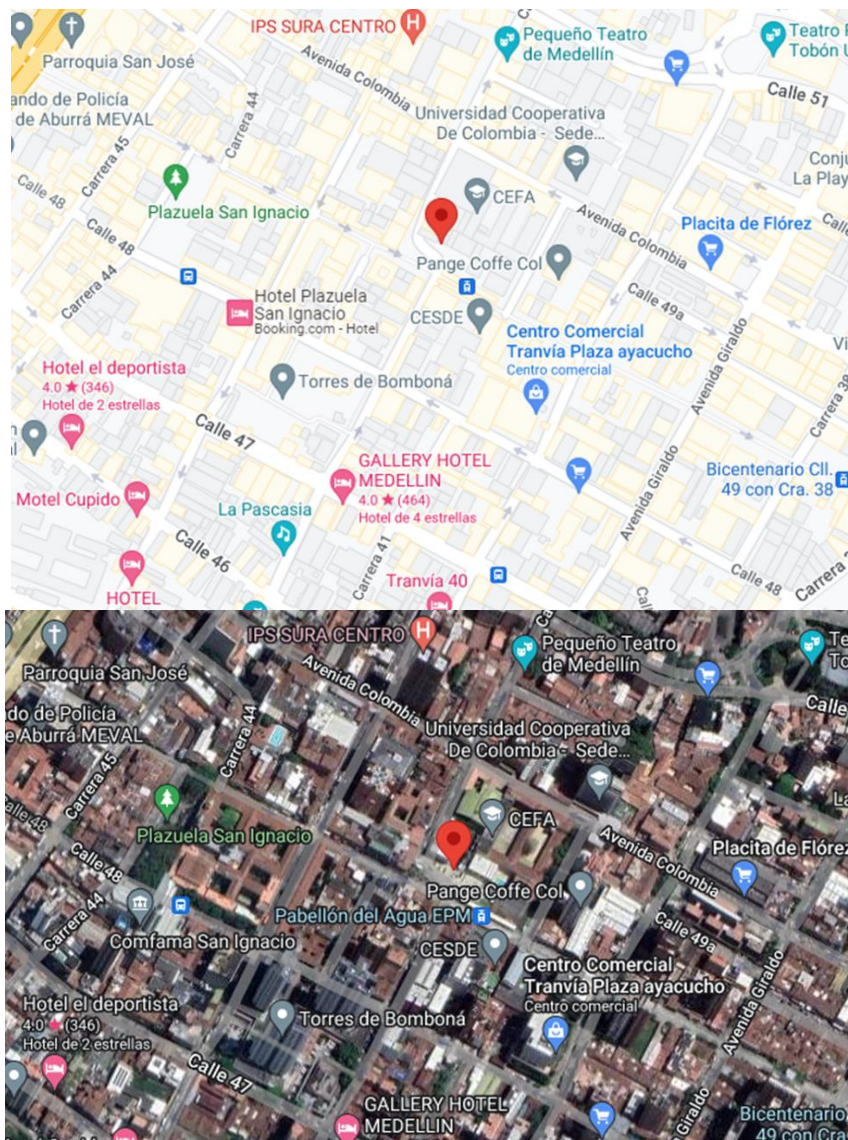 IPS SURA CENTRO
Pequeño Teatro
de Medellín
Teatro
Parroquia San José
Avenida Colombia
Calle 51
ando de Policía
de Aburrá MEVAL
Carrera 44
Carrera 45
Universidad Cooperativa
De Colombia - Sede...
La Play
Calle 48
Plazuela San Ignacio
CEFA
Avenida Colombia
Placita de Flórez
Calle 48
Pange Coffe Col
Carrera 44
Hotel Plazuela
San Ignacio
Booking.com - Hotel
CESDE
Calle 49a
Centro Comercial
Tranvía Plaza ayacucho
Centro comercial
Avenida Giraldo
Carrera 38
Hotel el deportista
4.0 ★ (346)
Hotel de 2 estrellas
Torres de Bomboná
Calle 47
GALLERY HOTEL
MEDELLIN
4.0 ★ (464)
Hotel de 4 estrellas
Bicentenario Cll.
49 con Cra. 38
Motel Cupido
La Pascasia
Avenida Giraldo
Calle 46
Carrera 41
Calle 48
HOTEL
Tranvía 40
Carrera
IPS SURA CENTRO
Pequeño Teatro
de Medellín
Parroquia San José
Avenida Colombia
Calle
do de Policía
e Aburrá MEVAL
Carrera 44
Carrera 45
Universidad Cooperativa
De Colombia - Sede...
Calle 48
Plazuela San Ignacio
CEFA
Avenida Colombia
Placita de Flórez
Calle 48
Pange Coffe Col
Carrera 44
Pabellón del Agua EPM
Comfama San Ignacio
CESDE
Calle 49a
Centro Comercial
Tranvía Plaza ayacucho
Centro comercial
Avenida Giraldo
Hotel el deportista
4.0 ★ (346)
Hotel de 2 estrellas
Torres de Bomboná
Calle 47
GALLERY HOTEL
MEDELLIN
Giraldo
Bicentenario
49 con Cra.